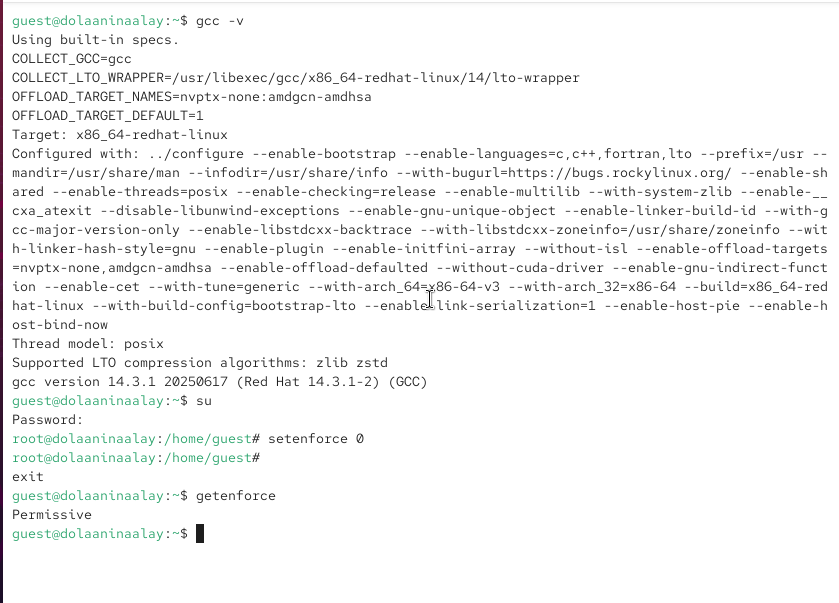 guest@dolaaninaalay:~$ gcc -v
Using built-in specs.
COLLECT_GCC=gcc
COLLECT_LTO_WRAPPER=/usr/libexec/gcc/x86_64-redhat-linux/14/lto-wrapper
OFFLOAD_TARGET_NAMES=nvptx-none:amdgcn-amdhsa
OFFLOAD_TARGET_DEFAULT=1
Target: x86_64-redhat-linux
Configured with: ../configure --enable-bootstrap --enable-languages=c,c++,fortran,lto --prefix=/usr --
mandir=/usr/share/man --infodir=/usr/share/info --with-bugurl=https://bugs.rockylinux.org/ --enable-sh
ared --enable-threads=posix --enable-checking=release --enable-multilib --with-system-zlib --enable-__
cxa_atexit --disable-libunwind-exceptions --enable-gnu-unique-object --enable-linker-build-id --with-g
cc-major-version-only --enable-libstdcxx-backtrace --with-libstdcxx-zoneinfo=/usr/share/zoneinfo --wit
h-linker-hash-style=gnu --enable-plugin --enable-initfini-array --without-isl --enable-offload-targets
=nvptx-none,amdgcn-amdhsa --enable-offload-defaulted --without-cuda-driver --enable-gnu-indirect-funct
ion --enable-cet --with-tune=generic --with-arch_64=x86-64-v3 --with-arch_32=x86-64 --build=x86_64-red
hat-linux --with-build-config=bootstrap-lto --enable-link-serialization=1 --enable-host-pie --enable-h
ost-bind-now
Thread model: posix
Supported LTO compression algorithms: zlib zstd
gcc version 14.3.1 20250617 (Red Hat 14.3.1-2) (GCC)
guest@dolaaninaalay:~$ su
Password:
root@dolaaninaalay:/home/guest# setenforce 0
root@dolaaninaalay:/home/guest#
exit
guest@dolaaninaalay:~$ getenforce
Permissive
guest@dolaaninaalay:~$